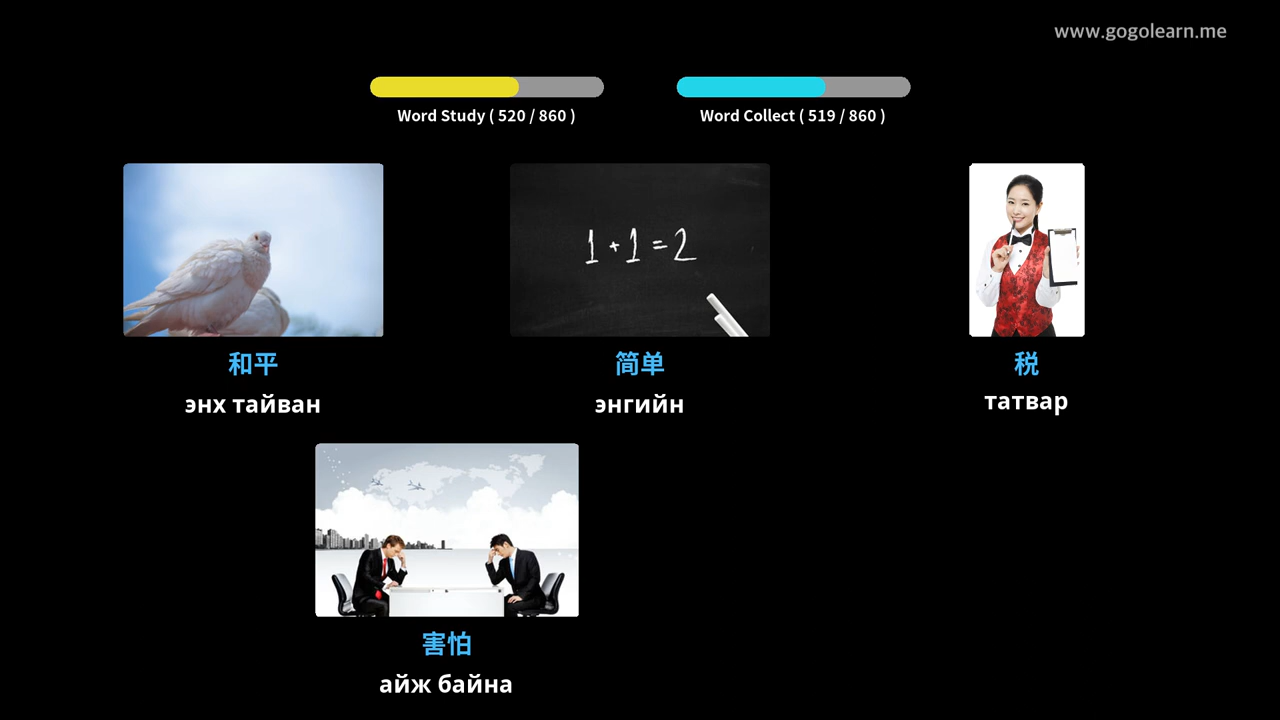 www.gogolearn.me
Word Study ( 520 / 860 )
Word Collect ( 519 / 860 )
1+1=2
和平
энх тайван
简单
энгийн
税
татвар
害怕
айж байна